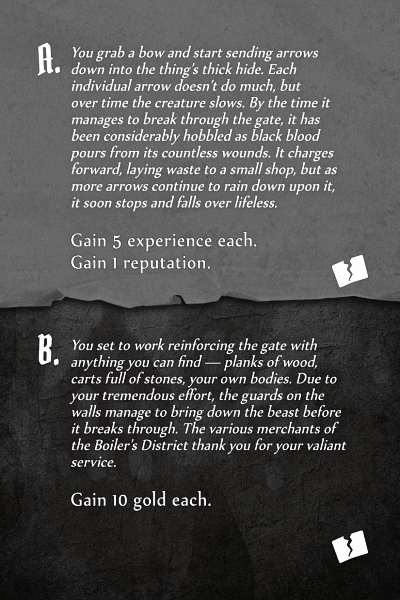 A. You grab a bow and start sending arrows
down into the thing's thick hide. Each
individual arrow doesn't do much, but
over time the creature slows. By the time it
manages to break through the gate, it has
been considerably hobbled as black blood
pours from its countless wounds. It charges
forward, laying waste to a small shop, but as
more arrows continue to rain down upon it,
it soon stops and falls over lifeless.
Gain 5 experience each.
Gain 1 reputation.
B. You set to work reinforcing the gate with
anything you can find — planks of wood,
carts full of stones, your own bodies. Due to
your tremendous effort, the guards on the
walls manage to bring down the beast before
it breaks through. The various merchants of
the Boiler's District thank you for your valiant
service.
Gain 10 gold each.